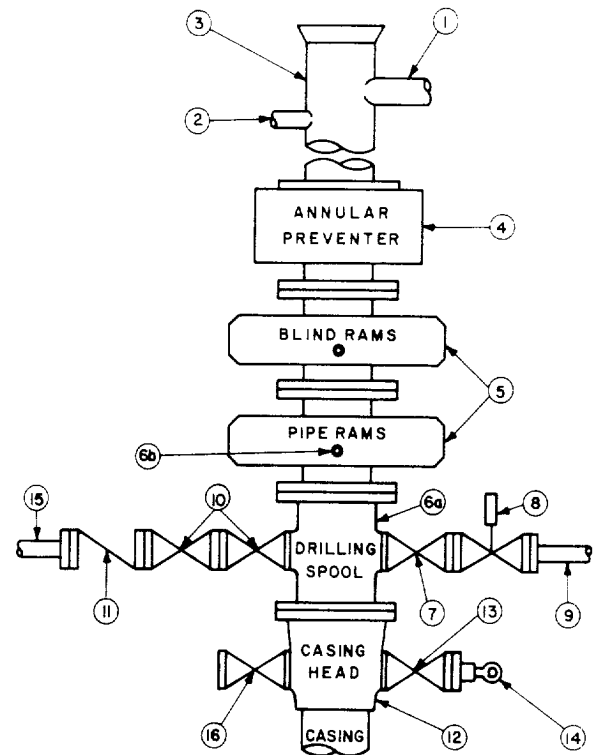 3
1
2
ANNULAR
PREVENTER
4
BLIND RAMS
5
PIPE RAMS
6b
15
10
6a
8
DRILLING
SPOOL
11
7
9
13
CASING
HEAD
16
12
14
CASING